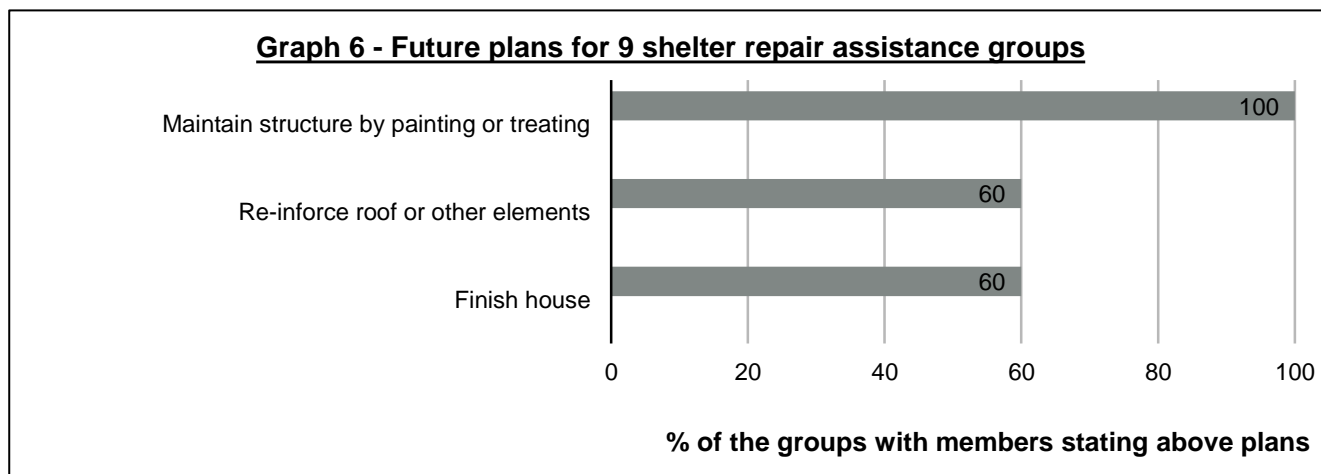 Graph 6 - Future plans for 9 shelter repair assistance groups
Maintain structure by painting or treating
100
Re-inforce roof or other elements
60
Finish house
60
0 20 40 60 80 100
% of the groups with members stating above plans